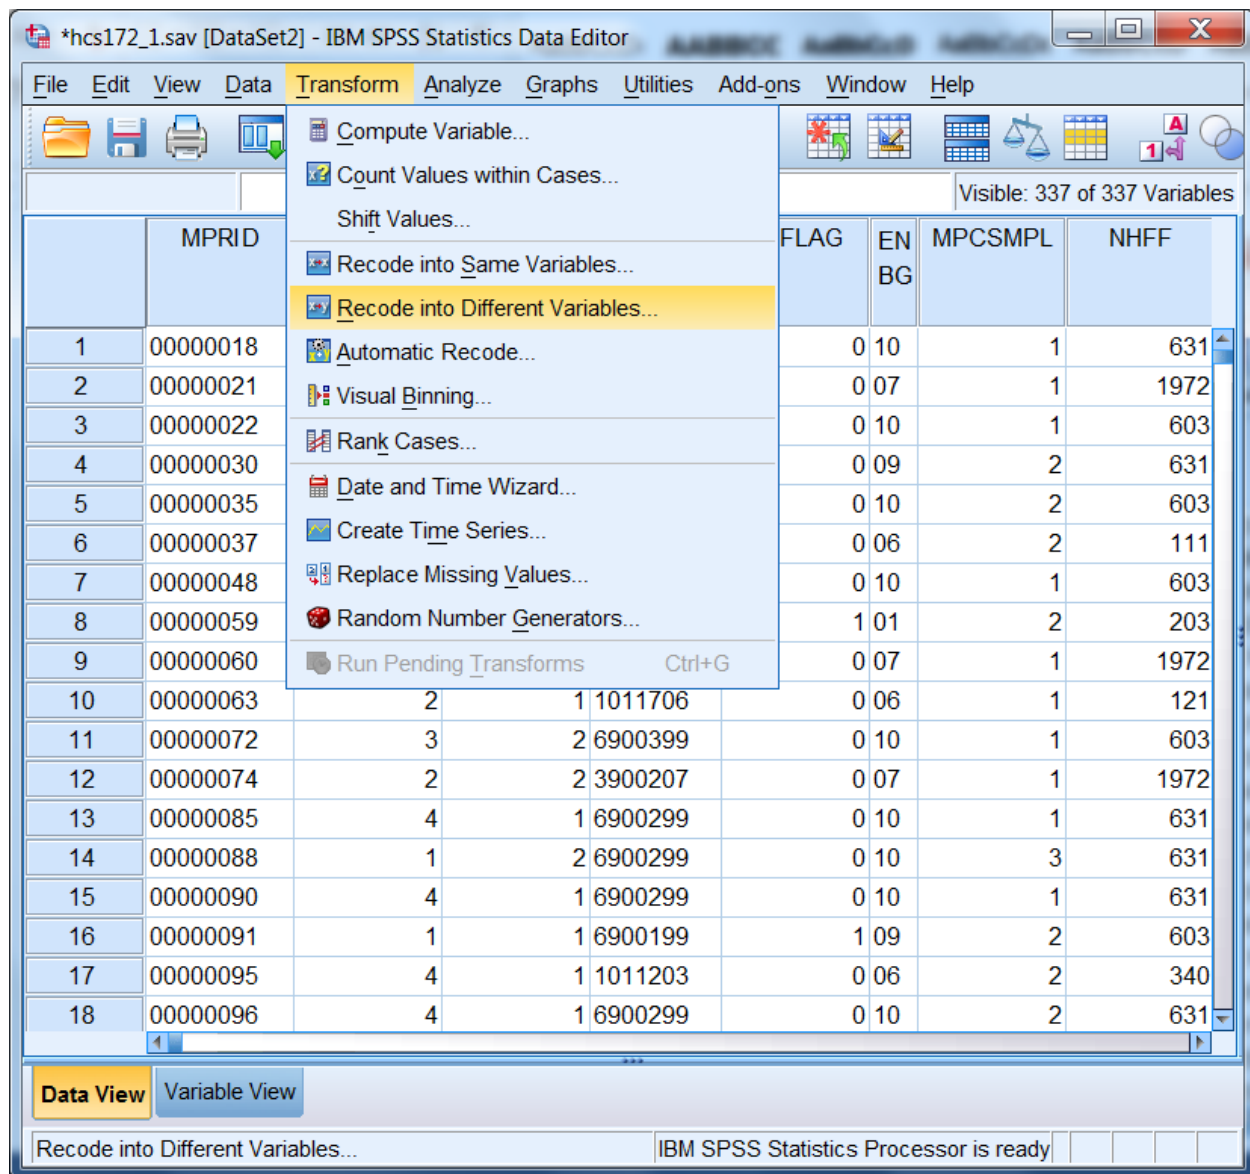 *hcs172_1.sav [DataSet2] - IBM SPSS Statistics Data Editor
File Edit View Data Transform Analyze Graphs Utilities Add-ons Window Help
Compute Variable...
Count Values within Cases...
Shift Values...
Recode into Same Variables...
Recode into Different Variables...
Automatic Recode...
Visual Binning...
Rank Cases...
Date and Time Wizard...
Create Time Series...
Replace Missing Values...
Random Number Generators...
Run Pending Transforms Ctrl+G
Visible: 337 of 337 Variables
MPRID FLAG EN BG MPCSMPL NHFF
1 00000018 0 10 1 631
2 00000021 0 07 1 1972
3 00000022 0 10 1 603
4 00000030 0 09 2 631
5 00000035 0 10 2 603
6 00000037 0 06 2 111
7 00000048 0 10 1 603
8 00000059 1 01 2 203
9 00000060 0 07 1 1972
10 00000063 2 1 1011706 0 06 1 121
11 00000072 3 2 6900399 0 10 1 603
12 00000074 2 2 3900207 0 07 1 1972
13 00000085 4 1 6900299 0 10 1 631
14 00000088 1 2 6900299 0 10 3 631
15 00000090 4 1 6900299 0 10 1 631
16 00000091 1 1 6900199 1 09 2 603
17 00000095 4 1 1011203 0 06 2 340
18 00000096 4 1 6900299 0 10 2 631
Data View Variable View
Recode into Different Variables... IBM SPSS Statistics Processor is ready